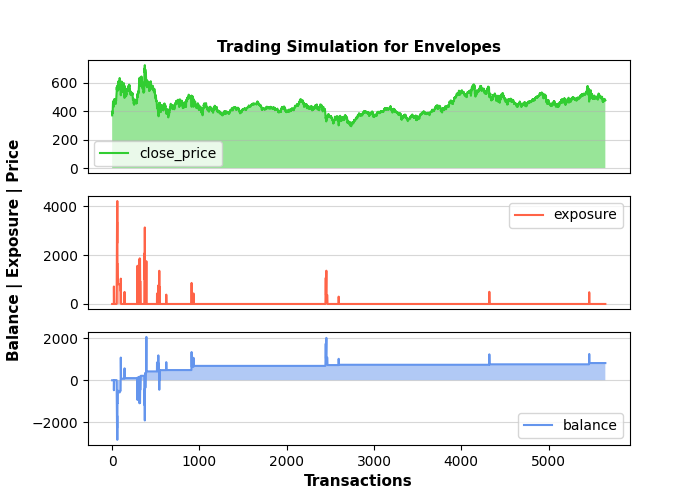 Trading Simulation for Envelopes
Balance | Exposure | Price
600
400
200
0
close_price
4000
2000
0
exposure
2000
0
−2000
balance
0
1000
2000
3000
4000
5000
Transactions